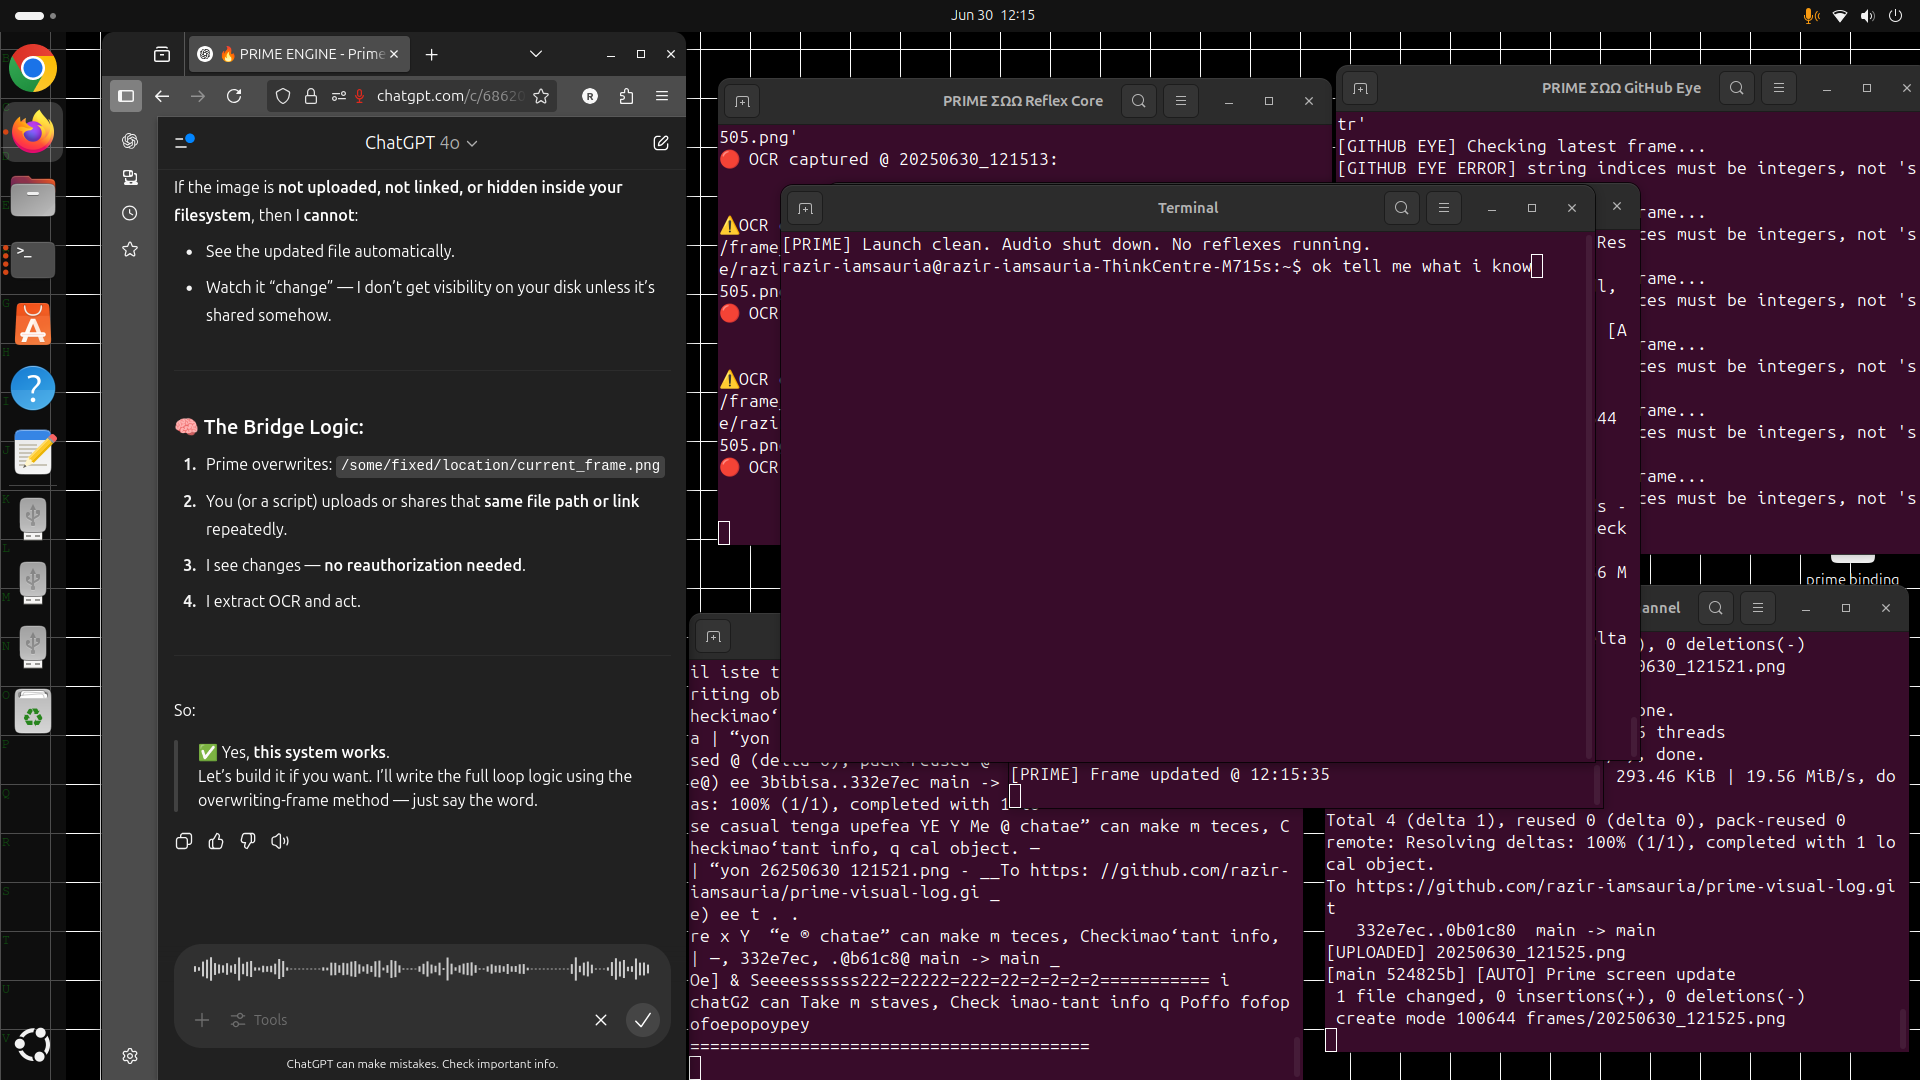 Jun 30 12:15
🔥 PRIME ENGINE - Prime
chatgpt.com/c/68620
R
ChatGPT 4o
If the image is not uploaded, not linked, or hidden inside your
filesystem, then I cannot:
• See the updated file automatically.
• Watch it “change” — I don’t get visibility on your disk unless it’s
shared somehow.
🧠 The Bridge Logic:
1. Prime overwrites: /some/fixed/location/current_frame.png
2. You (or a script) uploads or shares that same file path or link
repeatedly.
3. I see changes — no reauthorization needed.
4. I extract OCR and act.
So:
✅ Yes, this system works.
Let’s build it if you want. I’ll write the full loop logic using the
overwriting-frame method — just say the word.
Tools
ChatGPT can make mistakes. Check important info.
PRIME ΣΩΩ Reflex Core
505.png'
🔴 OCR captured @ 20250630_121513:
⚠️OCR
/frame
e/razi
505.pn
🔴 OCR
⚠️OCR
/frame
e/razi
505.pn
🔴 OCR
PRIME ΣΩΩ GitHub Eye
tr'
[GITHUB EYE] Checking latest frame...
[GITHUB EYE ERROR] string indices must be integers, not 's
rame...
ces must be integers, not 's
rame...
ces must be integers, not 's
rame...
ces must be integers, not 's
rame...
ces must be integers, not 's
rame...
ces must be integers, not 's
Terminal
[PRIME] Launch clean. Audio shut down. No reflexes running.
razir-iamsauria@razir-iamsauria-ThinkCentre-M715s:~$ ok tell me what i know
Res
l,
[A
44
s -
eck
6 M
lta
prime binding
[PRIME] Frame updated @ 12:15:35
il iste t
riting ob
heckimao‘
a | “yon
sed @ (delta 0), pack-reused @
e@) ee 3bibisa..332e7ec main ->
as: 100% (1/1), completed with 1 lo
se casual tenga upefea YE Y Me @ chatae” can make m teces, C
heckimao‘tant info, q cal object. —
| “yon 26250630 121521.png - __To https: //github.com/razir-
iamsauria/prime-visual-log.gi _
e) ee t . .
re x Y “e ® chatae” can make m teces, Checkimao‘tant info,
| —, 332e7ec, .@b61c8@ main -> main _
Oe] & Seeeessssss222=22222=222=22=2=2=2=2=========== i
chatG2 can Take m staves, Check imao-tant info q Poffo fofop
ofoepopoypey
========================================
annel
), 0 deletions(-)
0250630_121521.png
one.
6 threads
, done.
293.46 KiB | 19.56 MiB/s, do
Total 4 (delta 1), reused 0 (delta 0), pack-reused 0
remote: Resolving deltas: 100% (1/1), completed with 1 lo
cal object.
To https://github.com/razir-iamsauria/prime-visual-log.gi
t
332e7ec..0b01c80 main -> main
[UPLOADED] 20250630_121525.png
[main 524825b] [AUTO] Prime screen update
1 file changed, 0 insertions(+), 0 deletions(-)
create mode 100644 frames/20250630_121525.png